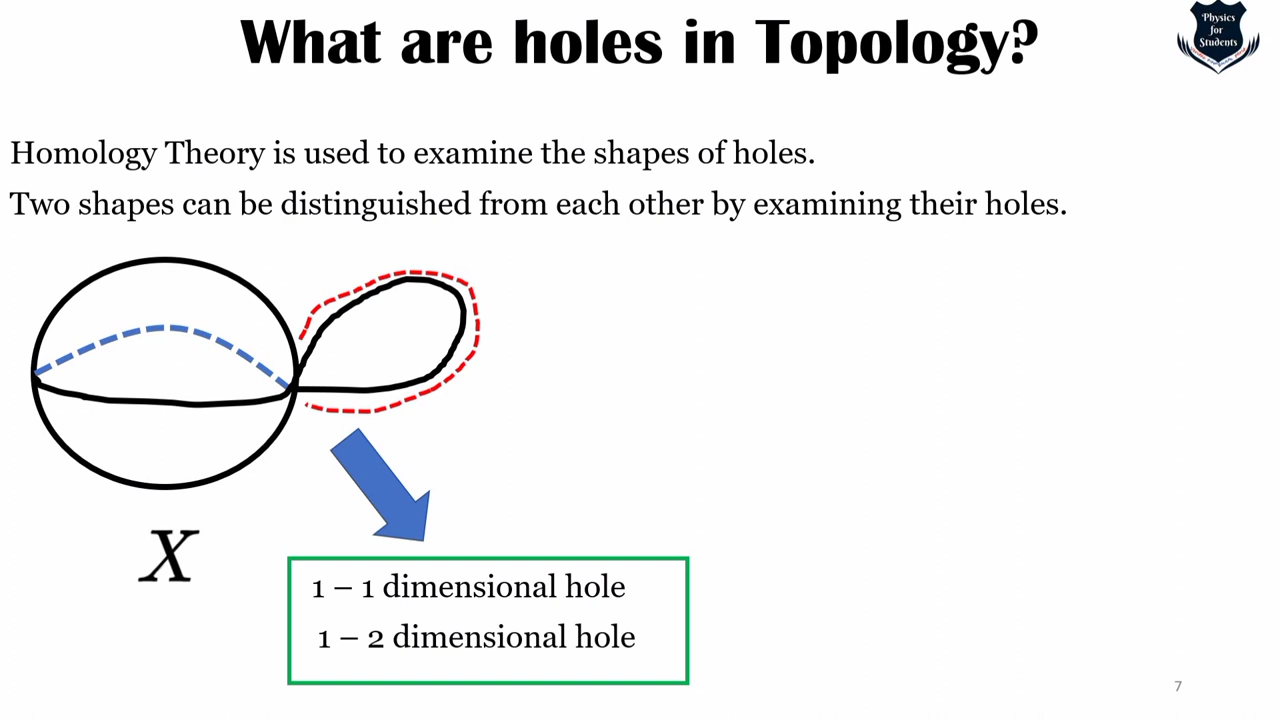 What are holes in Topology?
Physics
for
Students
Homology Theory is used to examine the shapes of holes.
Two shapes can be distinguished from each other by examining their holes.
X
1 – 1 dimensional hole
1 – 2 dimensional hole
7